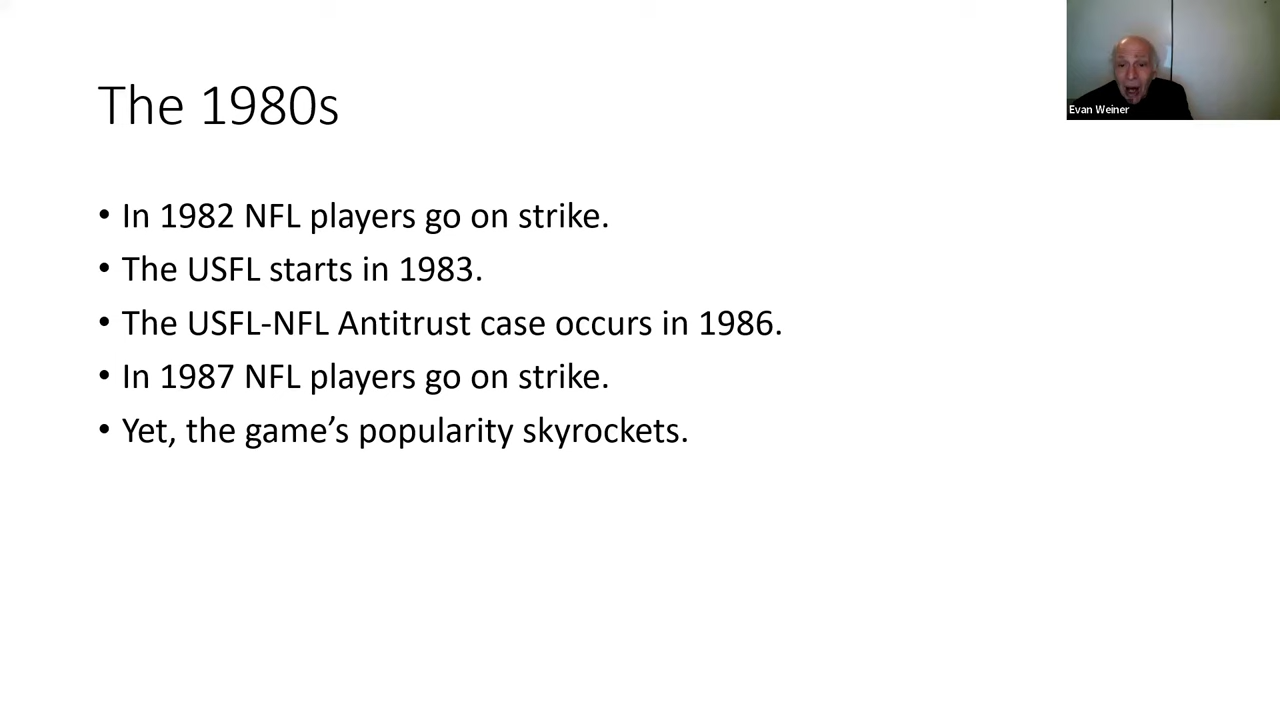 The 1980s
Evan Weiner
• In 1982 NFL players go on strike.
• The USFL starts in 1983.
• The USFL-NFL Antitrust case occurs in 1986.
• In 1987 NFL players go on strike.
• Yet, the game’s popularity skyrockets.